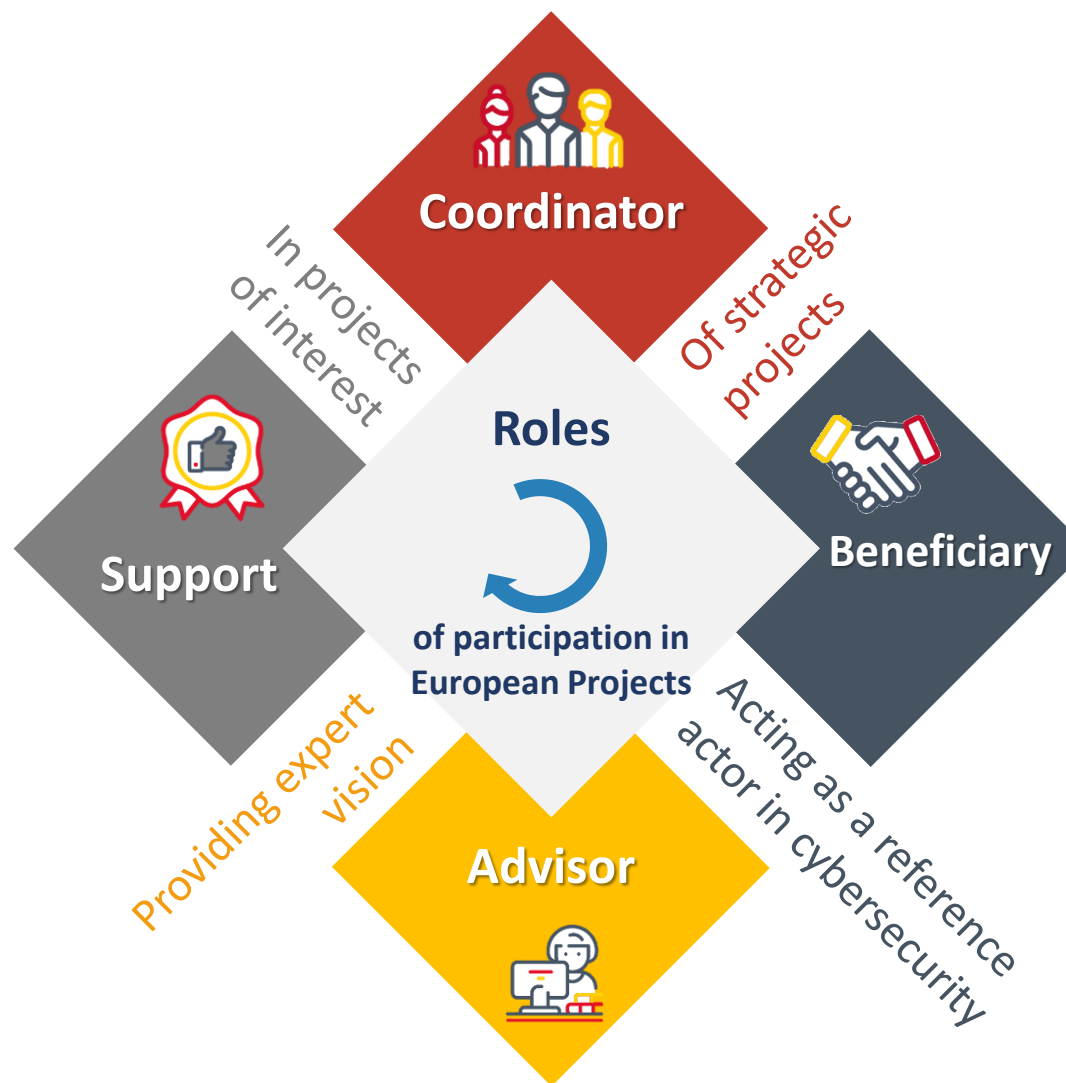 Coordinator
Of strategic
projects
Beneficiary
Acting as a reference
actor in cybersecurity
Advisor
Providing expert
vision
Support
In projects
of interest
Roles
of participation in
European Projects